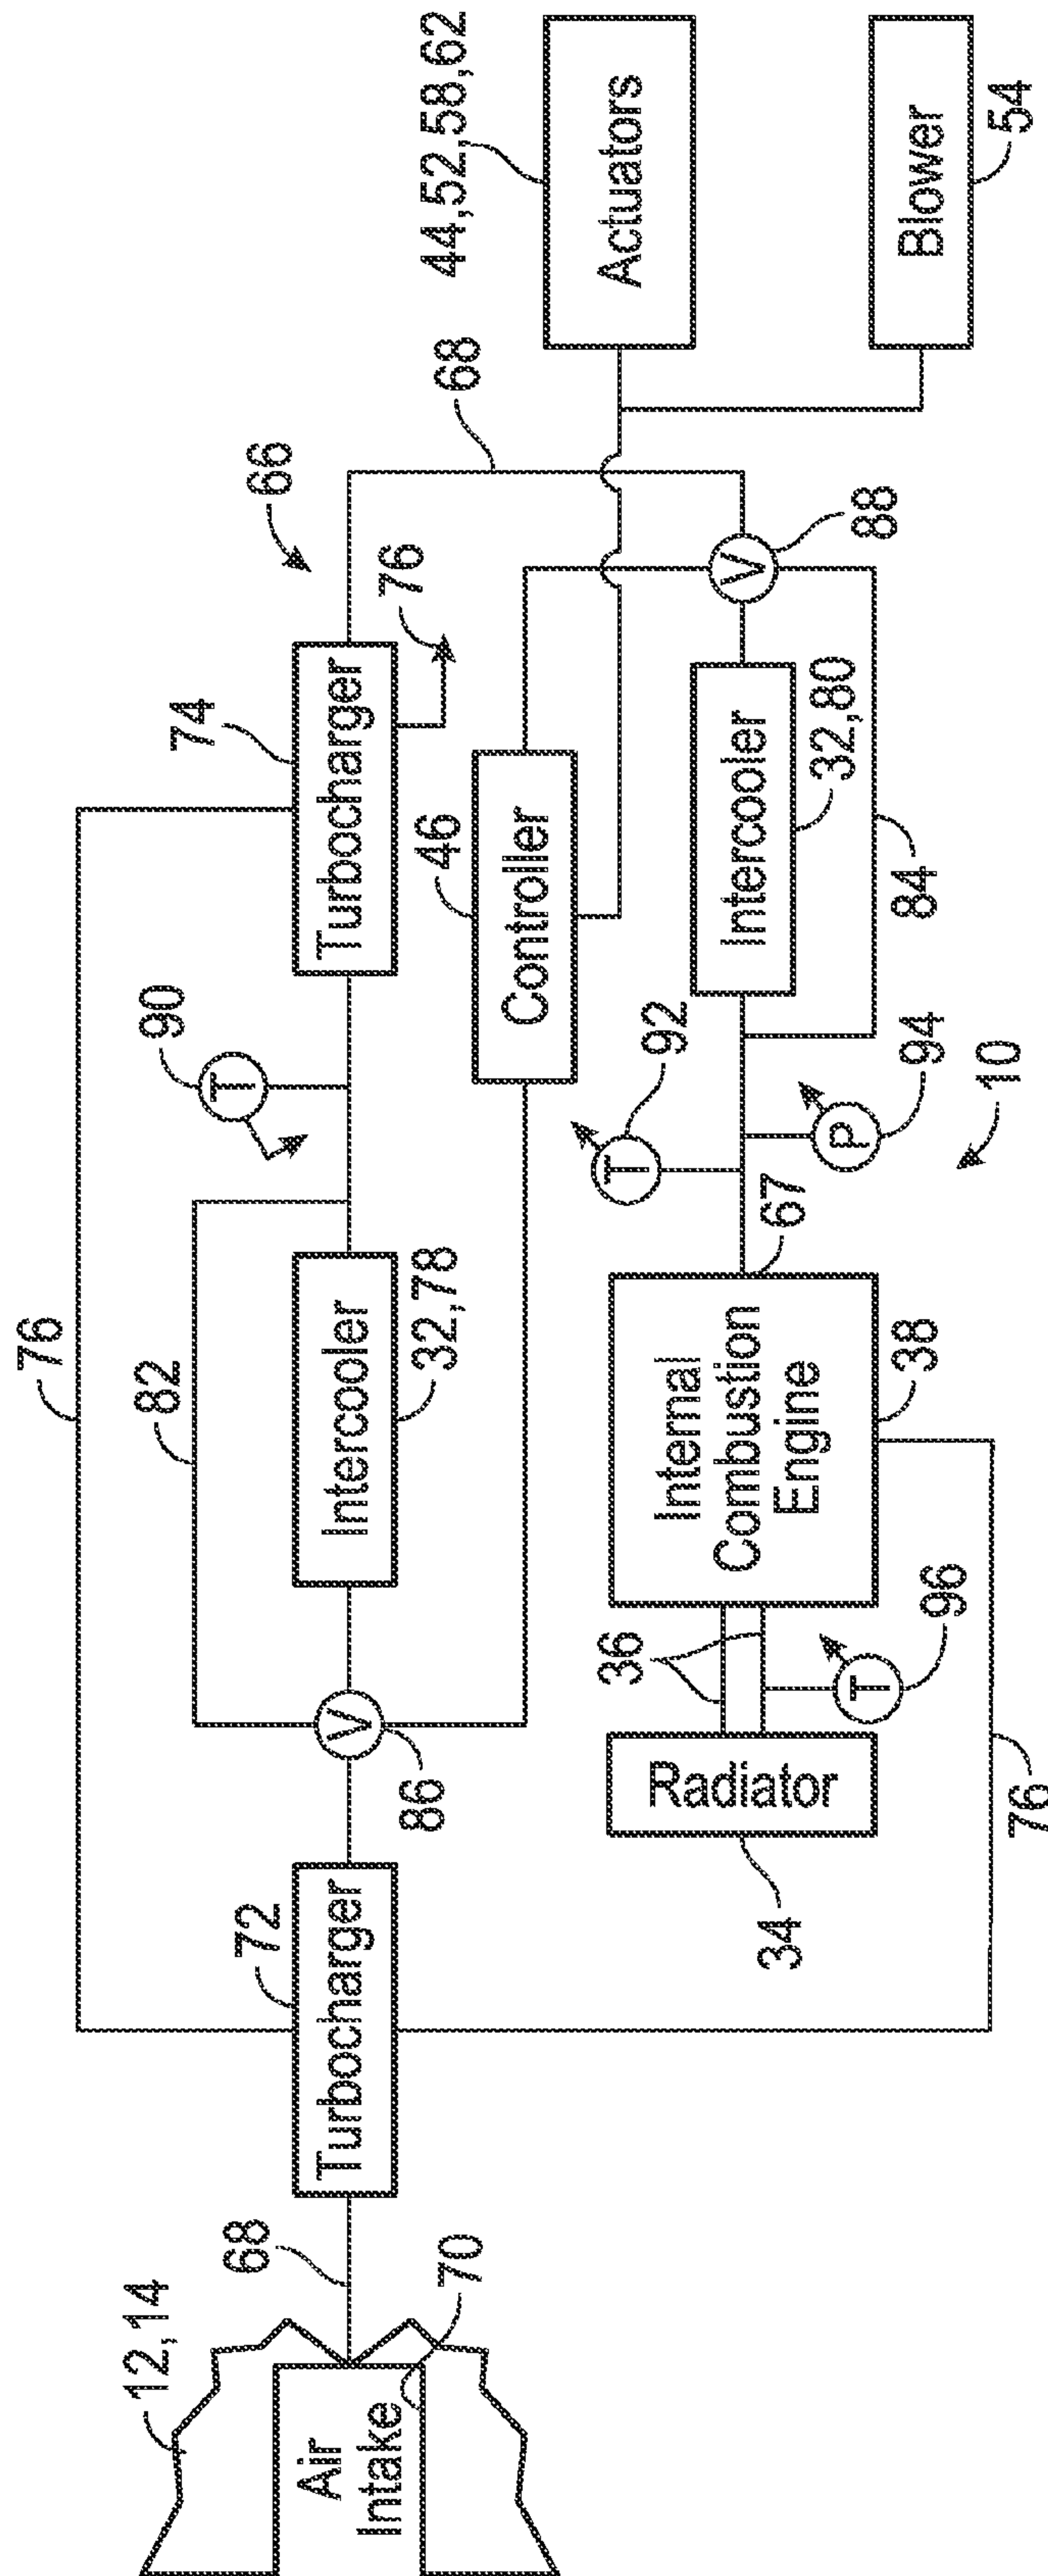 76
12,14
82
90
74
68
72
66
T
Air
Intake
Turbocharger
V
Intercooler
Turbocharger
70
86
32,78
46
76
68
44,52,58,62
Controller
36
T
92
Actuators
Radiator
Internal
Combustion
Engine
67
Intercooler
V
88
34
T
96
38
P
94
32,80
84
Blower
76
10
54